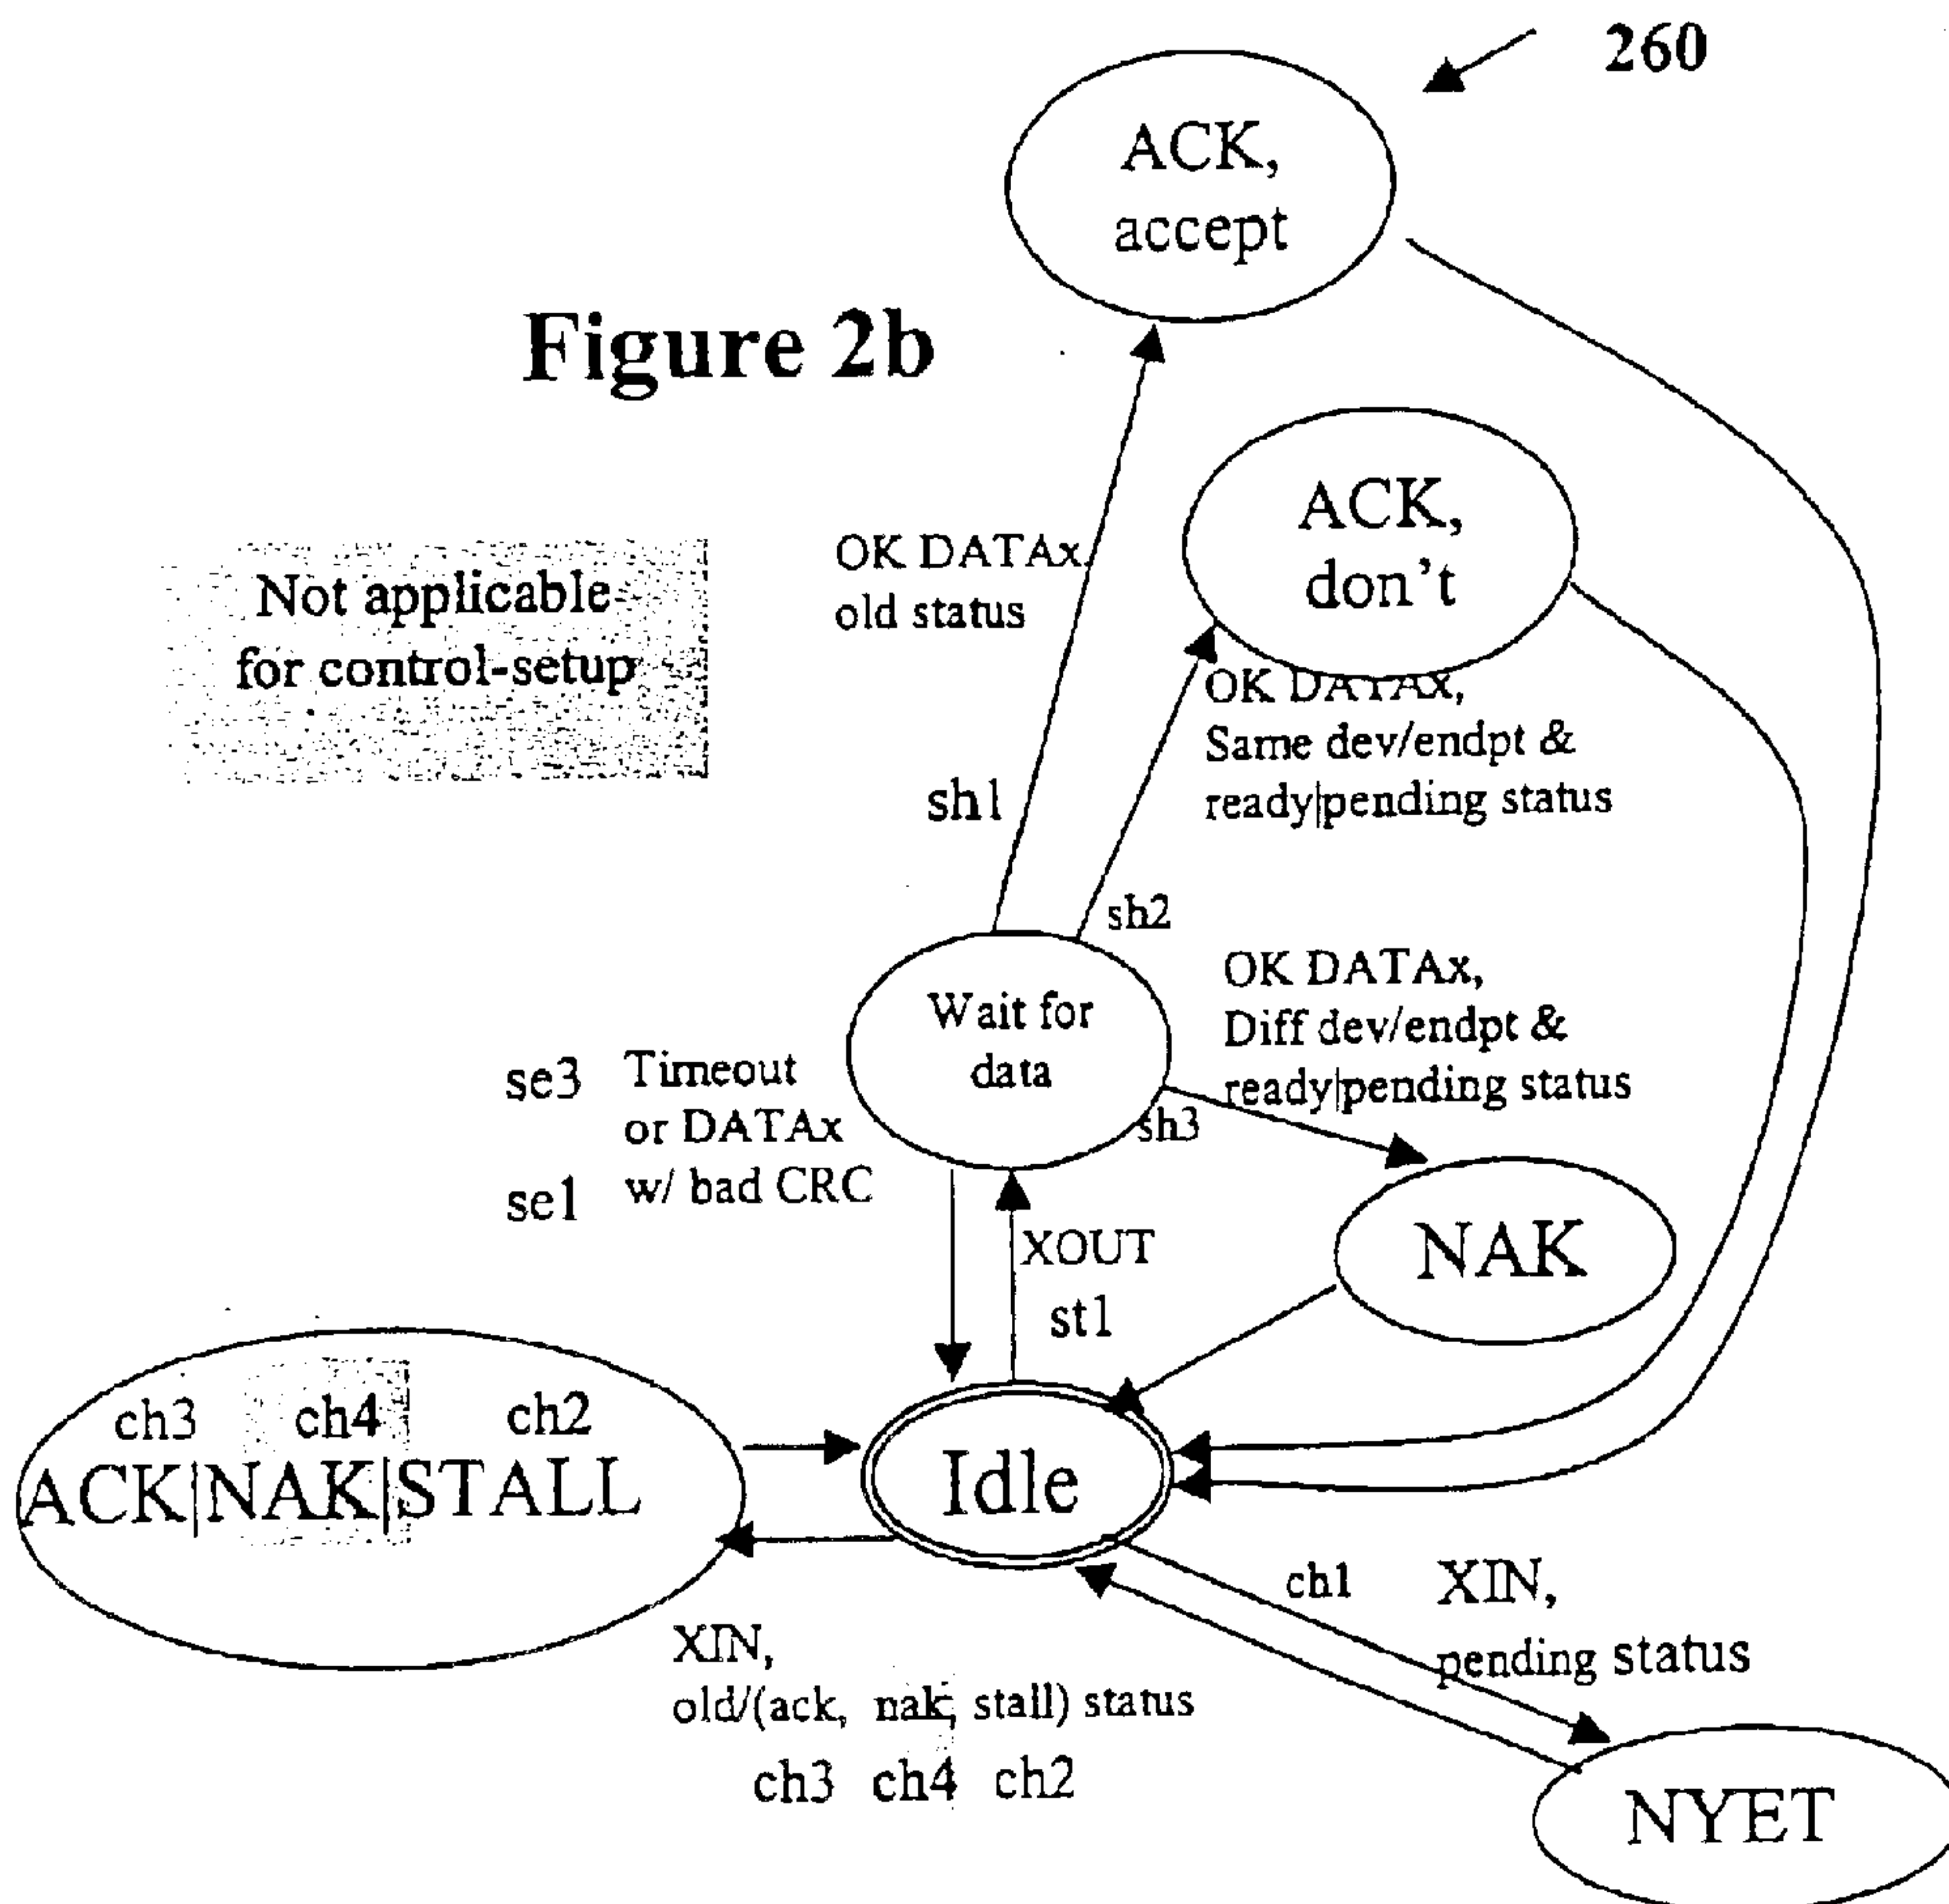 260
ACK,
accept
Figure 2b
ACK,
don't
OK DATAx,
old status
Not applicable
for control-setup
OK DATAx,
Same dev/endpt &
ready|pending status
sh1
sh2
OK DATAx,
Diff dev/endpt &
ready|pending status
Wait for
data
sh3
se3
Timeout
or DATAx
w/ bad CRC
se1
XOUT
st1
NAK
ch3 ch4 ch2
ACK|NAK|STALL
Idle
ch1
XIN,
pending status
XIN,
old/(ack, nak, stall) status
ch3 ch4 ch2
NYET